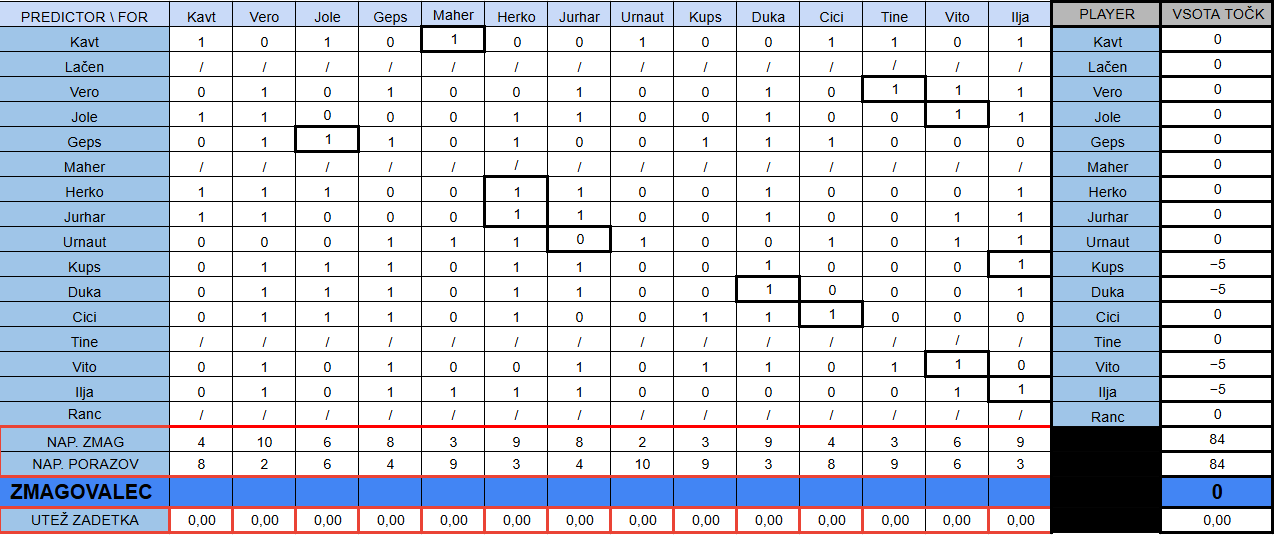 PREDICTOR \ FOR Kavt Vero Jole Geps Maher Herko Jurhar Urnaut Kups Duka Cici Tine Vito Ilja PLAYER VSOTA TOČK
Kavt 1 0 1 0 1 0 0 1 0 0 1 1 0 1 Kavt 0
Lačen / / / / / / / / / / / / / / Lačen 0
Vero 0 1 0 1 0 0 1 0 0 1 0 1 1 1 Vero 0
Jole 1 1 0 0 0 1 1 0 0 1 0 0 1 1 Jole 0
Geps 0 1 1 1 0 1 0 0 1 1 1 0 0 0 Geps 0
Maher / / / / / / / / / / / / / / Maher 0
Herko 1 1 1 0 0 1 1 0 0 1 0 0 0 1 Herko 0
Jurhar 1 1 0 0 0 1 1 0 0 1 0 0 1 1 Jurhar 0
Urnaut 0 0 0 1 1 1 0 1 0 0 1 0 1 1 Urnaut 0
Kups 0 1 1 1 0 1 1 0 0 1 0 0 0 1 Kups −5
Duka 0 1 1 1 0 1 1 0 0 1 0 0 0 1 Duka −5
Cici 0 1 1 1 0 1 0 0 1 1 1 0 0 0 Cici 0
Tine / / / / / / / / / / / / / / Tine 0
Vito 0 1 0 1 0 0 1 0 1 1 0 1 1 0 Vito −5
Ilja 0 1 0 1 1 1 1 0 0 0 0 0 1 1 Ilja −5
Ranc / / / / / / / / / / / / / / Ranc 0
NAP. ZMAG 4 10 6 8 3 9 8 2 3 9 4 3 6 9 84
NAP. PORAZOV 8 2 6 4 9 3 4 10 9 3 8 9 6 3 84
ZMAGOVALEC 0
UTEŽ ZADETKA 0,00 0,00 0,00 0,00 0,00 0,00 0,00 0,00 0,00 0,00 0,00 0,00 0,00 0,00 0,00